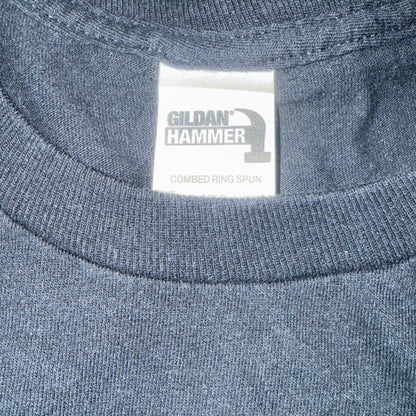 GILDAN®
HAMMER
COMBED RING SPUN